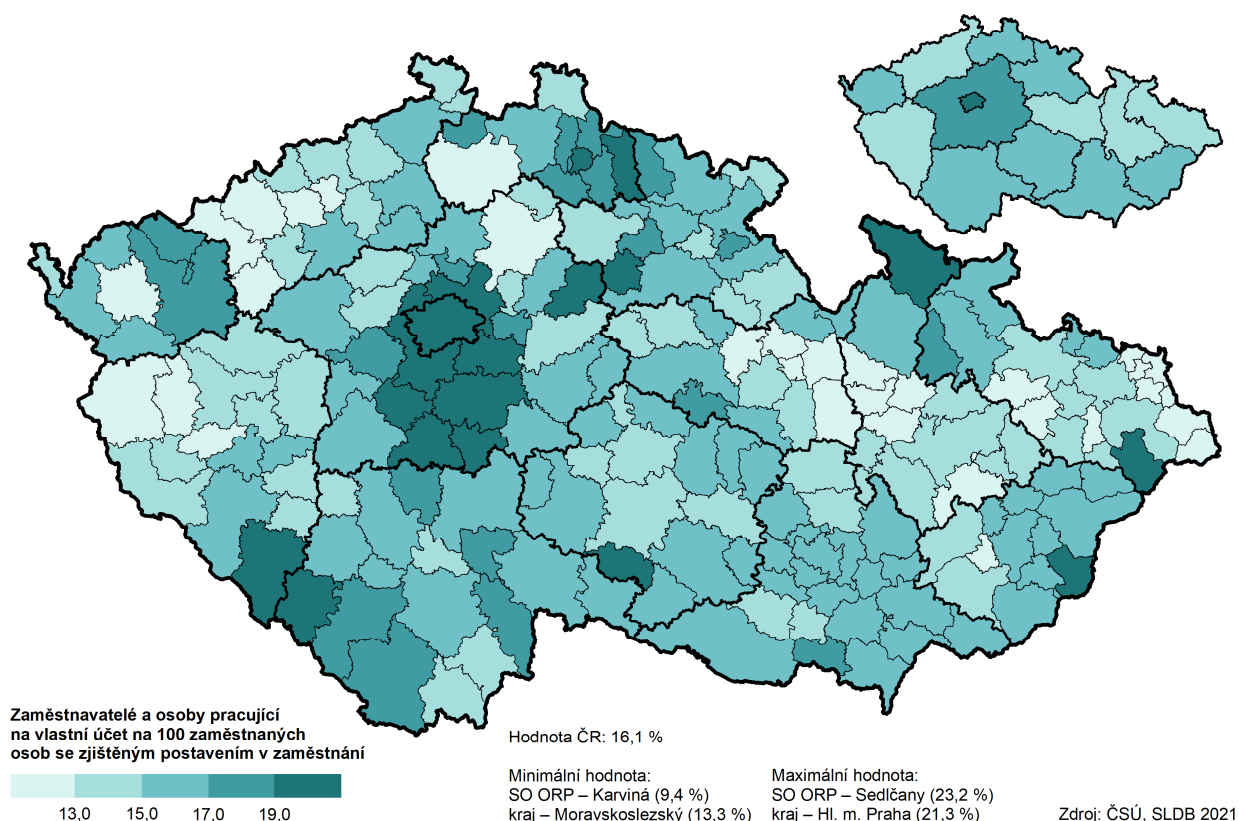 Zaměstnavatelé a osoby pracující
na vlastní účet na 100 zaměstnaných
osob se zjištěným postavením v zaměstnání
13,0 15,0 17,0 19,0
Hodnota ČR: 16,1 %
Minimální hodnota:
SO ORP – Karviná (9,4 %)
kraj – Moravskoslezský (13,3 %)
Maximální hodnota:
SO ORP – Sedlčany (23,2 %)
kraj – Hl. m. Praha (21,3 %)
Zdroj: ČSÚ, SLDB 2021